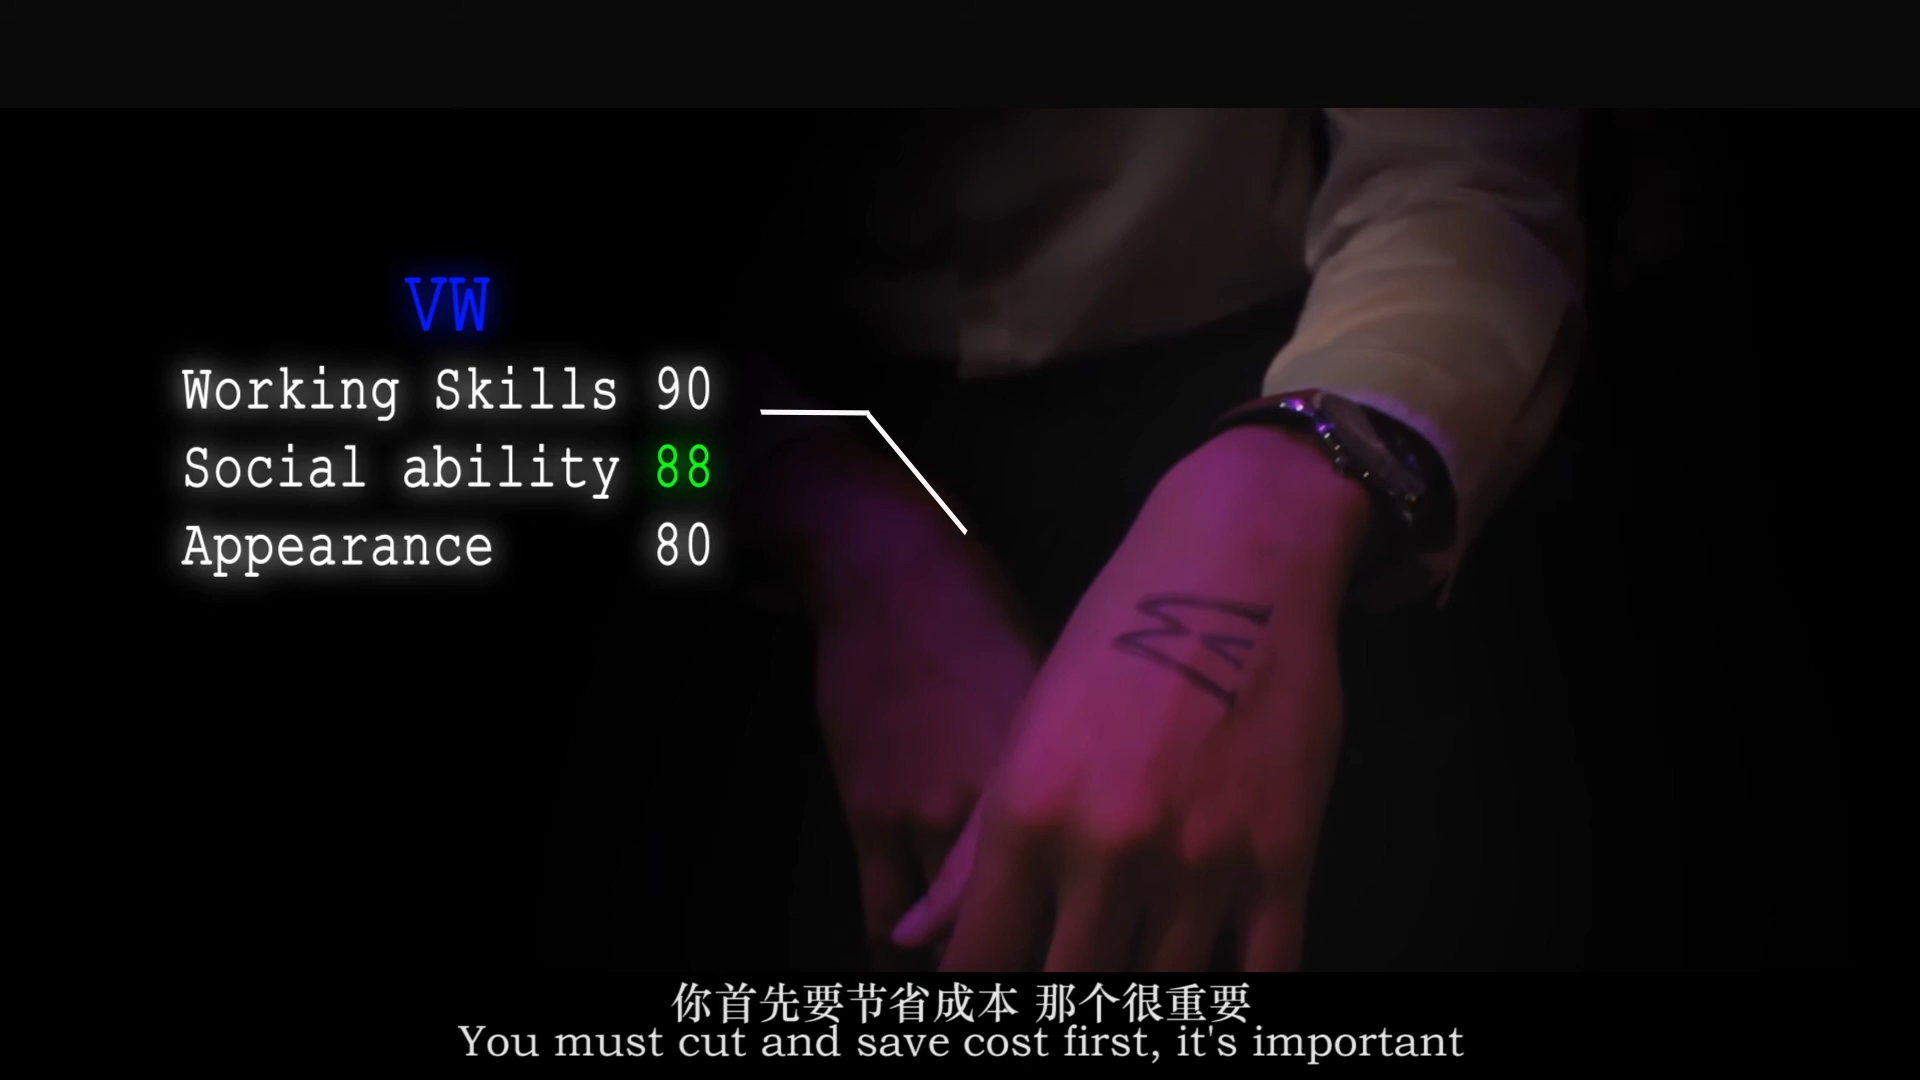 VW
Working Skills 90
Social ability 88
Appearance 80
VW
你首先要节省成本 那个很重要
You must cut and save cost first, it's important